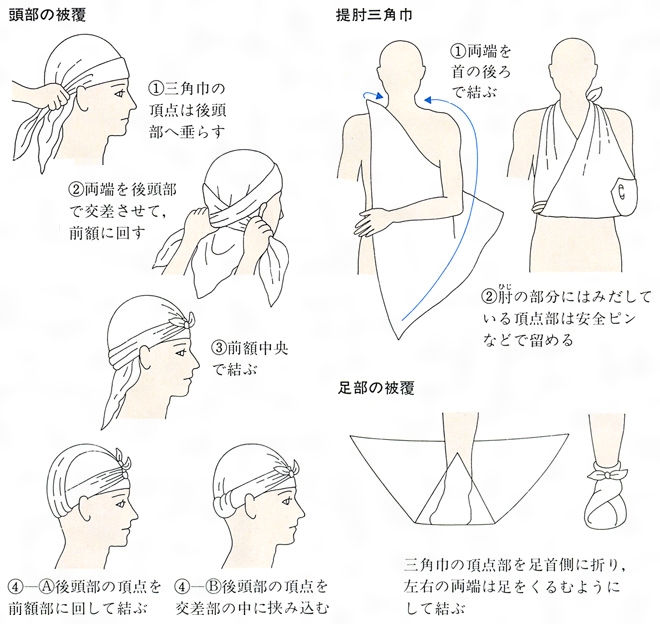 頭部の被覆
①三角巾の
頂点は後頭
部へ垂らす
②両端を後頭部
で交差させて，
前額に回す
③前額中央
で結ぶ
④―Ⓐ後頭部の頂点を
前額部に回して結ぶ
④―Ⓑ後頭部の頂点を
交差部の中に挟み込む
提肘三角巾
①両端を
首の後ろ
で結ぶ
ひじ
②肘の部分にはみだして
いる頂点部は安全ピン
などで留める
足部の被覆
三角巾の頂点部を足首側に折り，
左右の両端は足をくるむように
して結ぶ